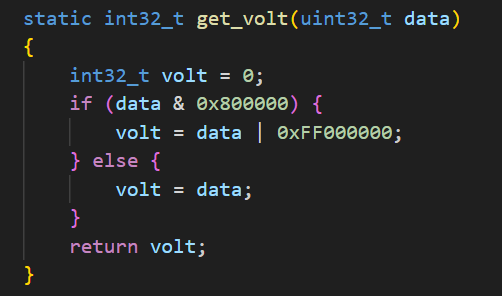 static int32_t get_volt(uint32_t data)
{
    int32_t volt = 0;
    if (data & 0x800000) {
        volt = data | 0xFF000000;
    } else {
        volt = data;
    }
    return volt;
}